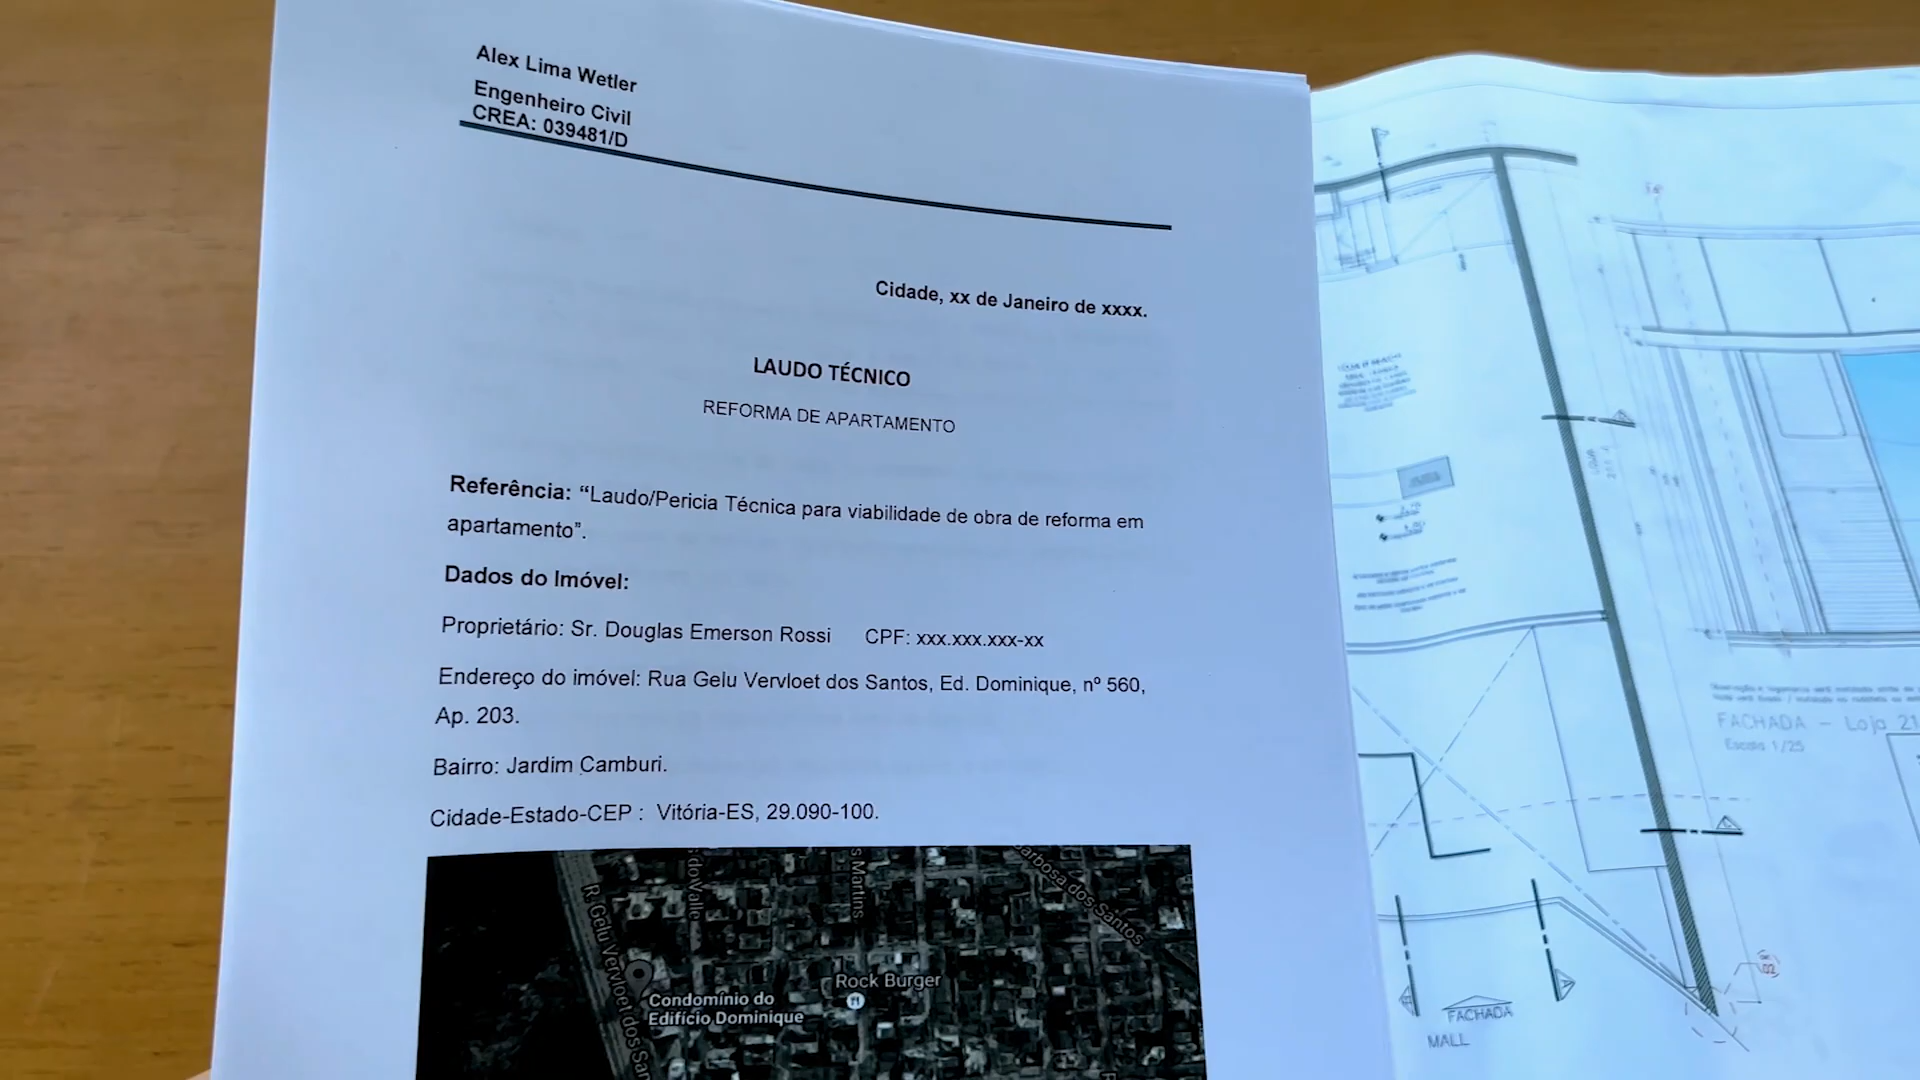 Alex Lima Wetler
Engenheiro Civil
CREA: 039481/D
Cidade, xx de Janeiro de xxxx.
LAUDO TÉCNICO
REFORMA DE APARTAMENTO
Referência: “Laudo/Pericia Técnica para viabilidade de obra de reforma em
apartamento”.
Dados do Imóvel:
Proprietário: Sr. Douglas Emerson Rossi CPF: xxx.xxx.xxx-xx
Endereço do imóvel: Rua Gelu Vervloet dos Santos, Ed. Dominique, nº 560,
Ap. 203.
Bairro: Jardim Camburi.
Cidade-Estado-CEP : Vitória-ES, 29.090-100.
R. Gelu Vervloet dos San
do Valle
s Martins
arbosa dos Santos
Rock Burger
Condomínio do
Edifício Dominique
FACHADA - Loja 21
Escala 1/25
FACHADA
MALL
02